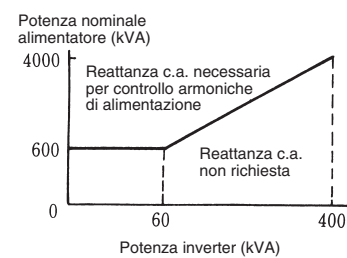 Potenza nominale
alimentatore (kVA)
4000
Reattanza c.a. necessaria
per controllo armoniche
di alimentazione
600
Reattanza c.a.
non richiesta
0
60
400
Potenza inverter (kVA)